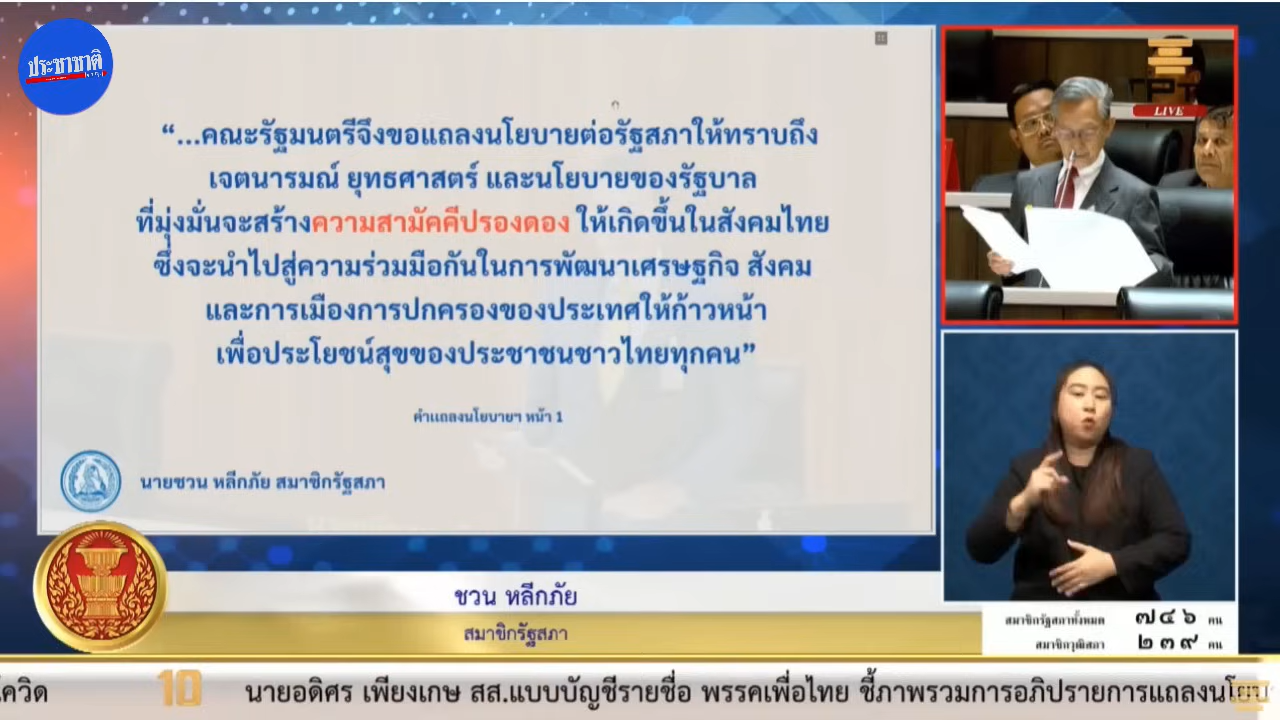 ประชาชาติ
“...คณะรัฐมนตรีจึงขอแถลงนโยบายต่อรัฐสภาให้ทราบถึง
เจตนารมณ์ ยุทธศาสตร์ และนโยบายของรัฐบาล
ที่มุ่งมั่นจะสร้างความสามัคคีปรองดอง ให้เกิดขึ้นในสังคมไทย
ซึ่งจะนำไปสู่ความร่วมมือกันในการพัฒนาเศรษฐกิจ สังคม
และการเมืองการปกครองของประเทศให้ก้าวหน้า
เพื่อประโยชน์สุขของประชาชนชาวไทยทุกคน”
คำแถลงนโยบายฯ หน้า 1
นายชวน หลีกภัย สมาชิกรัฐสภา
LIVE
ชวน หลีกภัย
สมาชิกรัฐสภา
สมาชิกรัฐสภาทั้งหมด ๗๔๖ คน
สมาชิกวุฒิสภา ๒๓๙ คน
โควิด 10 นายอดิศร เพียงเกษ สส.แบบบัญชีรายชื่อ พรรคเพื่อไทย ชี้ภาพรวมการอภิปรายการแถลงนโยบ